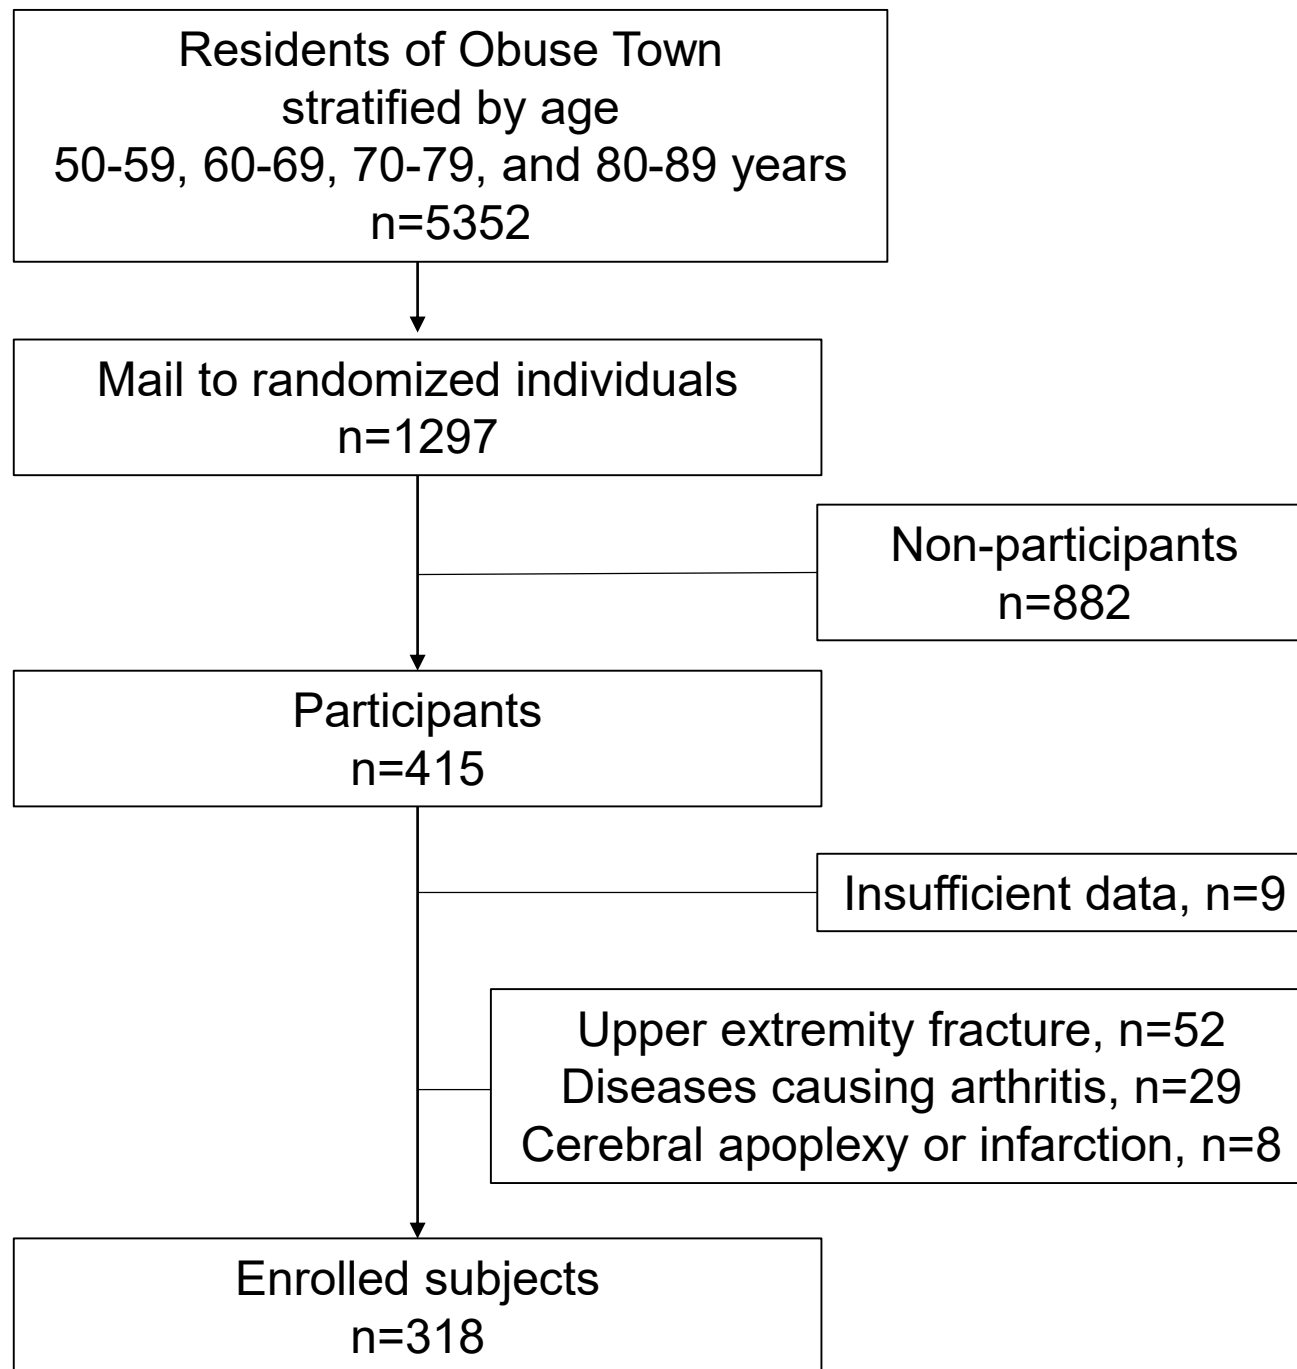 Residents of Obuse Town
stratified by age
50-59, 60-69, 70-79, and 80-89 years
n=5352
Mail to randomized individuals
n=1297
Non-participants
n=882
Participants
n=415
Insufficient data, n=9
Upper extremity fracture, n=52
Diseases causing arthritis, n=29
Cerebral apoplexy or infarction, n=8
Enrolled subjects
n=318